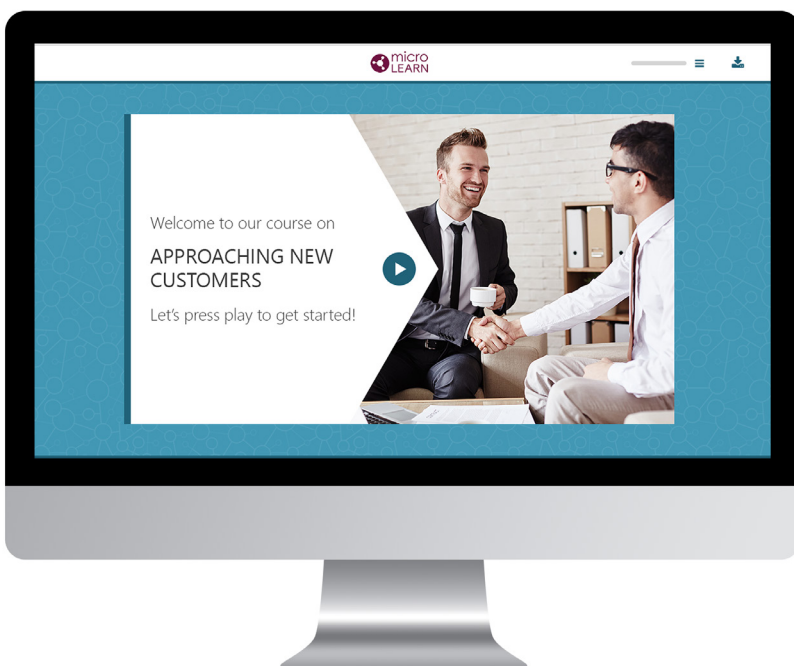 micro
LEARN
Welcome to our course on
APPROACHING NEW
CUSTOMERS
Let's press play to get started!